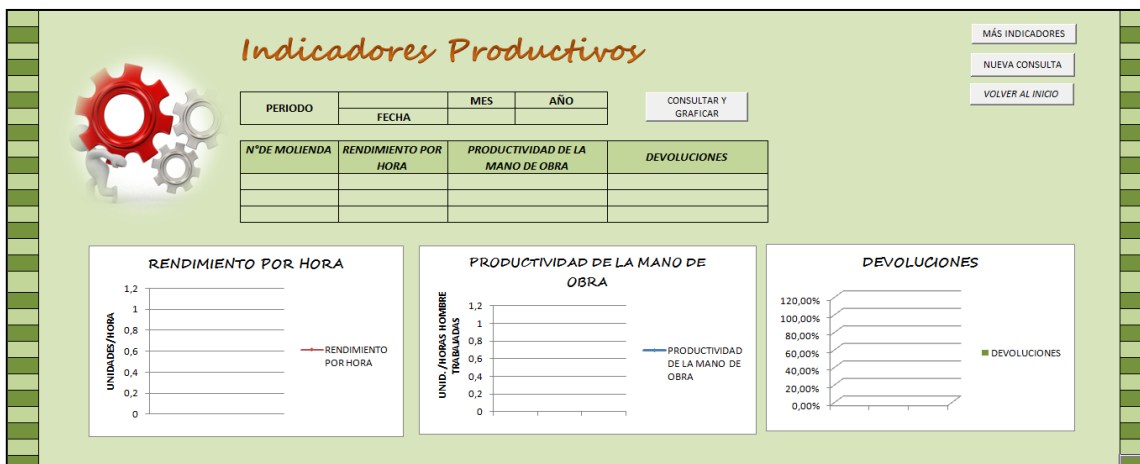 Indicadores Productivos
MÁS INDICADORES
NUEVA CONSULTA
VOLVER AL INICIO
PERIODO
MES
AÑO
FECHA
CONSULTAR Y
GRAFICAR
N°DE MOLIENDA
RENDIMIENTO POR
HORA
PRODUCTIVIDAD DE LA
MANO DE OBRA
DEVOLUCIONES
RENDIMIENTO POR HORA
UNIDADES/HORA
1,2
1
0,8
0,6
0,4
0,2
0
RENDIMIENTO
POR HORA
PRODUCTIVIDAD DE LA MANO DE
OBRA
UNID. /HORAS HOMBRE
TRABAJADAS
1,2
1
0,8
0,6
0,4
0,2
0
PRODUCTIVIDAD
DE LA MANO DE
OBRA
DEVOLUCIONES
120,00%
100,00%
80,00%
60,00%
40,00%
20,00%
0,00%
DEVOLUCIONES